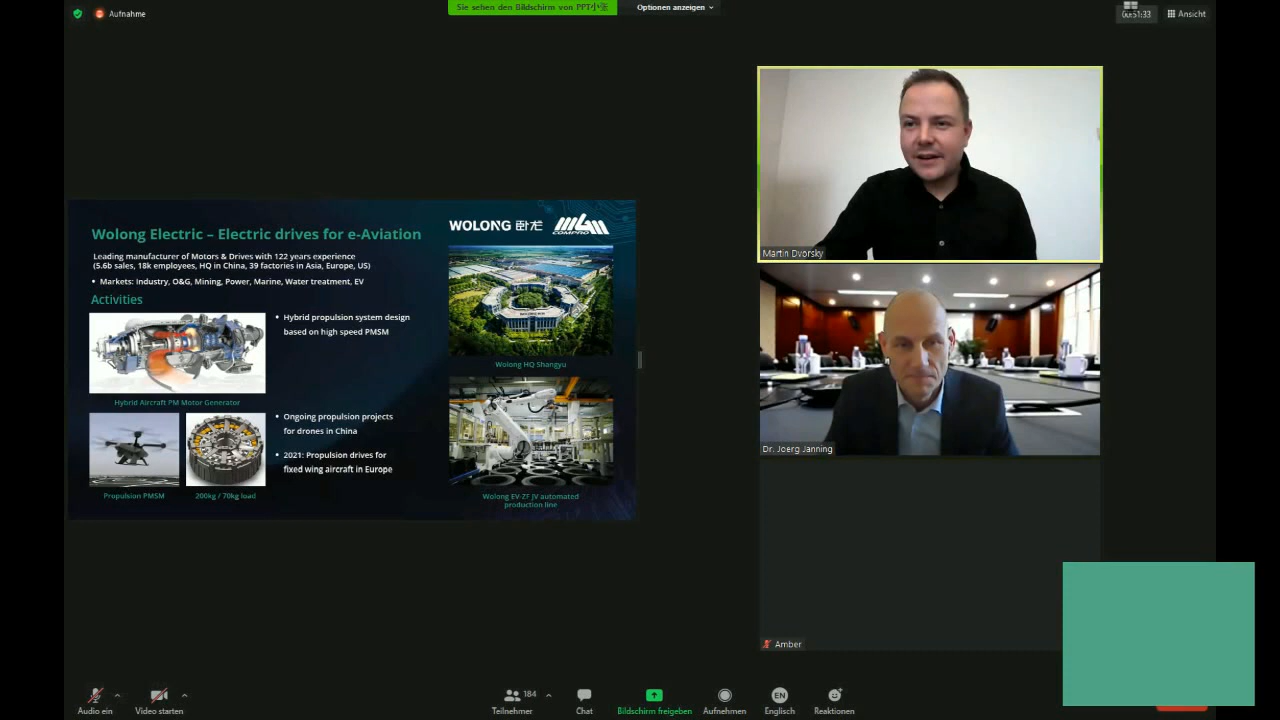 Aufnahme
Sie sehen den Bildschirm von PPT小张
Optionen anzeigen
00:51:33
Ansicht
Wolong Electric – Electric drives for e-Aviation
WOLONG 卧龙
MGM
COMPRO
Leading manufacturer of Motors & Drives with 122 years experience
(5.6b sales, 18k employees, HQ in China, 39 factories in Asia, Europe, US)
• Markets: Industry, O&G, Mining, Power, Marine, Water treatment, EV
Activities
• Hybrid propulsion system design
based on high speed PMSM
Wolong HQ Shangyu
Hybrid Aircraft PM Motor Generator
• Ongoing propulsion projects
for drones in China
• 2021: Propulsion drives for
fixed wing aircraft in Europe
Propulsion PMSM
200kg / 70kg load
Wolong EV-ZF JV automated
production line
Martin Dvorsky
Dr. Joerg Janning
Amber
Audio ein
Video starten
184
Teilnehmer
Chat
Bildschirm freigeben
Aufnehmen
EN
Englisch
Reaktionen